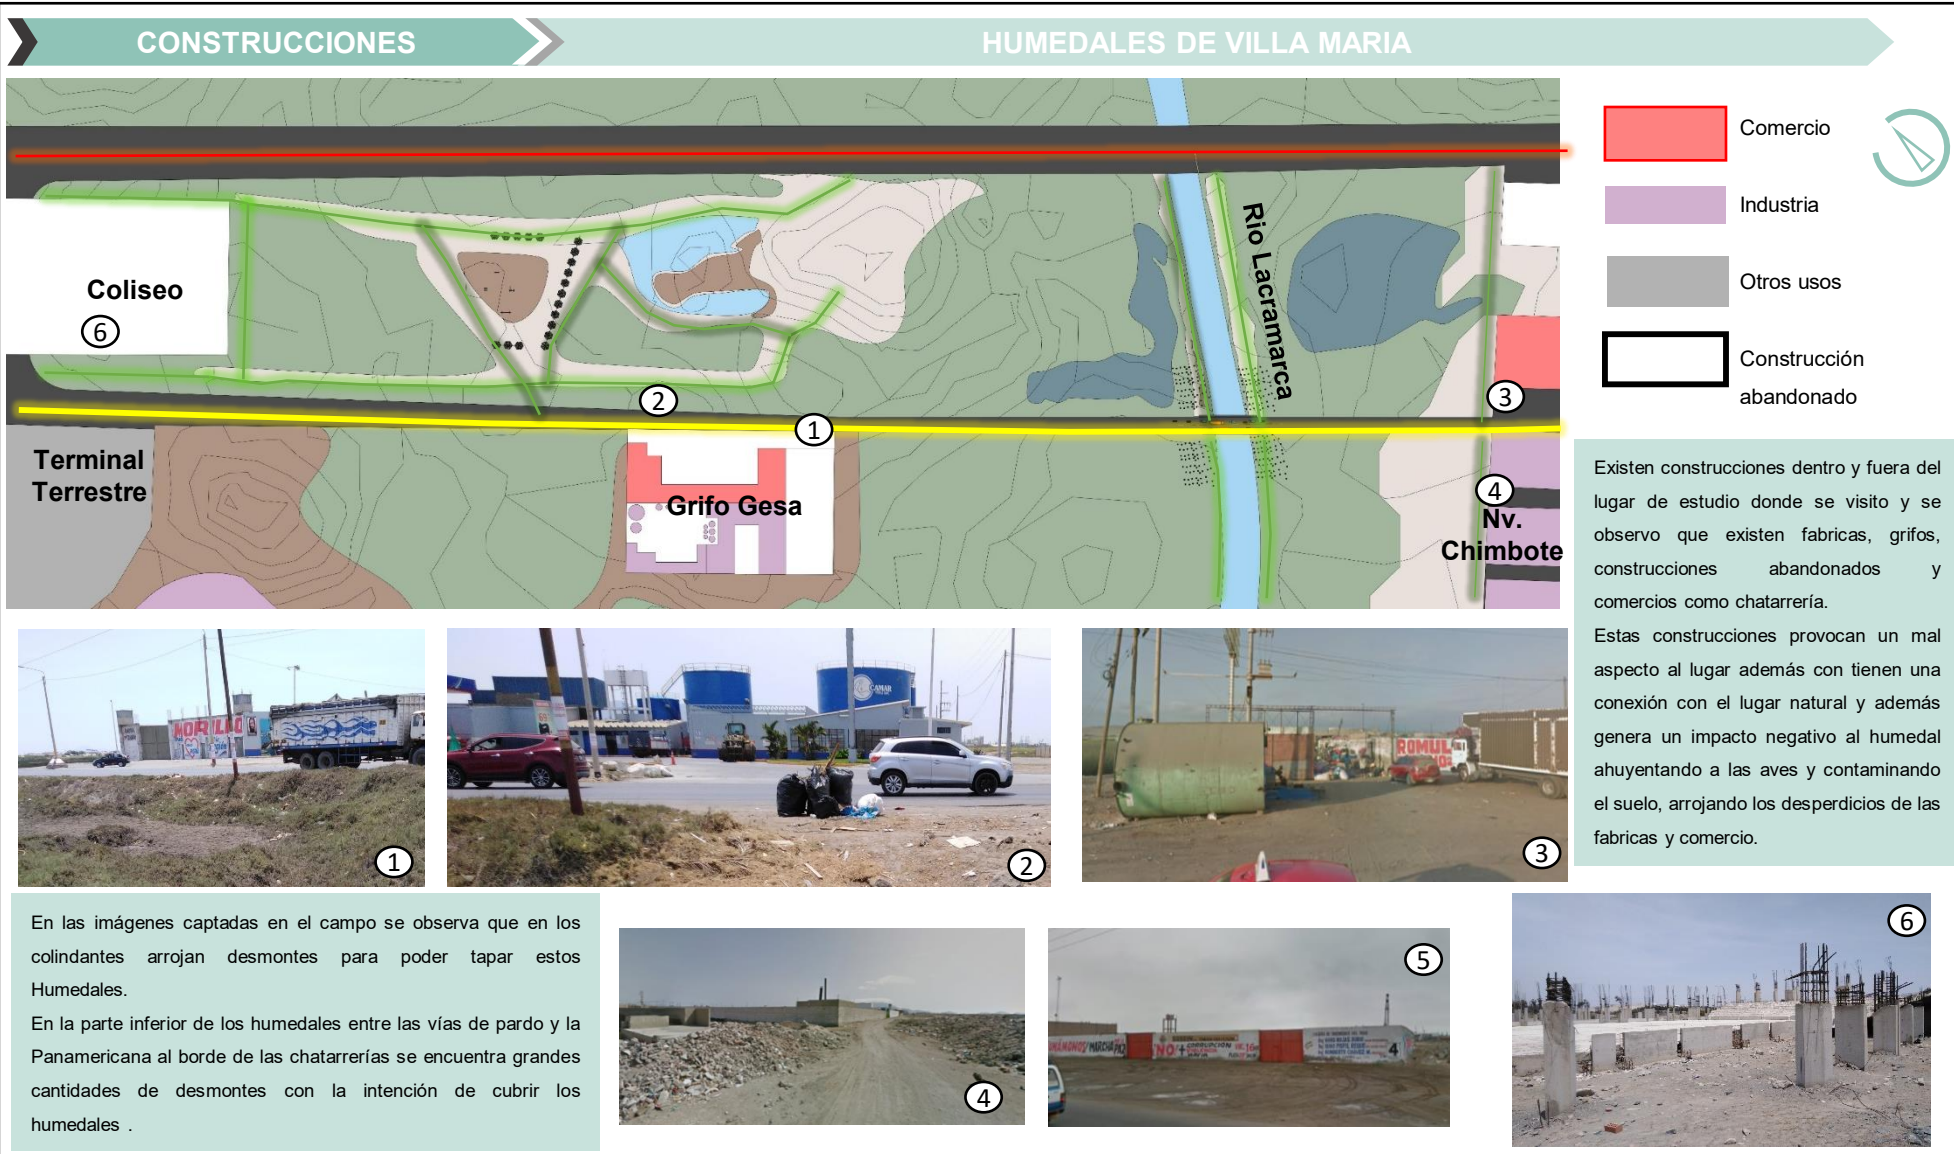 CONSTRUCCIONES
HUMEDALES DE VILLA MARIA
Comercio
Industria
Otros usos
Construcción
abandonado
Coliseo
6
Rio Lacramarca
2
1
3
Terminal
Terrestre
Grifo Gesa
4
Nv.
Chimbote
Existen construcciones dentro y fuera del
lugar de estudio donde se visito y se
observo que existen fabricas, grifos,
construcciones abandonados y
comercios como chatarrería.
Estas construcciones provocan un mal
aspecto al lugar además con tienen una
conexión con el lugar natural y además
genera un impacto negativo al humedal
ahuyentando a las aves y contaminando
el suelo, arrojando los desperdicios de las
fabricas y comercio.
MORILLO
1
CAMAR
2
ROMUL
3
En las imágenes captadas en el campo se observa que en los
colindantes arrojan desmontes para poder tapar estos
Humedales.
En la parte inferior de los humedales entre las vías de pardo y la
Panamericana al borde de las chatarrerías se encuentra grandes
cantidades de desmontes con la intención de cubrir los
humedales .
4
5
NO
CORRUPCION
4
6